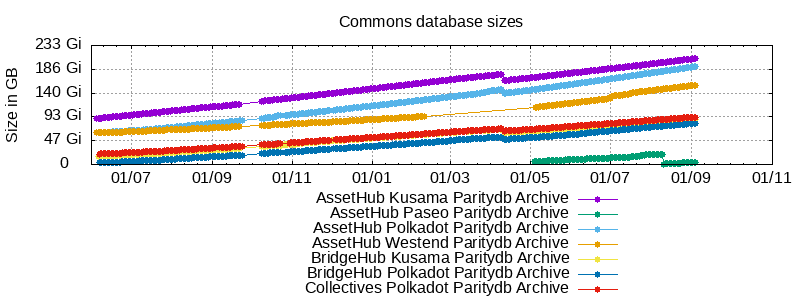 Commons database sizes
Size in GB
233 Gi
186 Gi
140 Gi
93 Gi
47 Gi
0
01/07 01/09 01/11 01/01 01/03 01/05 01/07 01/09 01/11
AssetHub Kusama Paritydb Archive
AssetHub Paseo Paritydb Archive
AssetHub Polkadot Paritydb Archive
AssetHub Westend Paritydb Archive
BridgeHub Kusama Paritydb Archive
BridgeHub Polkadot Paritydb Archive
Collectives Polkadot Paritydb Archive